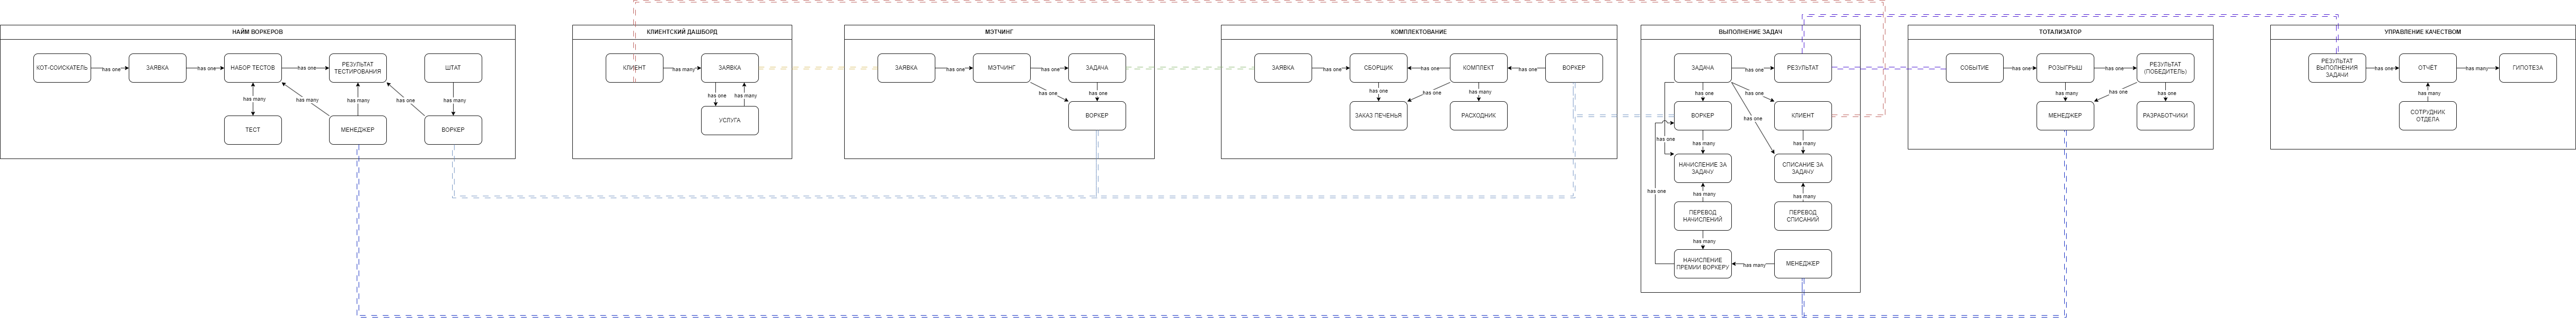 НАЙМ ВОРКЕРОВ
КОТ-СОИСКАТЕЛЬ
has one
ЗАЯВКА
has one
НАБОР ТЕСТОВ
has one
РЕЗУЛЬТАТ
ТЕСТИРОВАНИЯ
ШТАТ
has many
has many
has many
has one
has many
ТЕСТ
МЕНЕДЖЕР
ВОРКЕР
КЛИЕНТСКИЙ ДАШБОРД
КЛИЕНТ
has many
ЗАЯВКА
has one
has many
УСЛУГА
МЭТЧИНГ
ЗАЯВКА
has one
МЭТЧИНГ
has one
ЗАДАЧА
has one
has one
ВОРКЕР
КОМПЛЕКТОВАНИЕ
ЗАЯВКА
has one
СБОРЩИК
has one
КОМПЛЕКТ
has one
ВОРКЕР
has one
has one
has many
ЗАКАЗ ПЕЧЕНЬЯ
РАСХОДНИК
ВЫПОЛНЕНИЕ ЗАДАЧ
ЗАДАЧА
has one
РЕЗУЛЬТАТ
has one
has one
ВОРКЕР
has one
КЛИЕНТ
has one
has many
has many
НАЧИСЛЕНИЕ ЗА
ЗАДАЧУ
СПИСАНИЕ ЗА
ЗАДАЧУ
has one
has many
has many
ПЕРЕВОД
НАЧИСЛЕНИЙ
ПЕРЕВОД
СПИСАНИЙ
has many
НАЧИСЛЕНИЕ
ПРЕМИИ ВОРКЕРУ
has many
МЕНЕДЖЕР
ТОТАЛИЗАТОР
СОБЫТИЕ
has one
РОЗЫГРЫШ
has one
РЕЗУЛЬТАТ
(ПОБЕДИТЕЛЬ)
has many
has one
has one
МЕНЕДЖЕР
РАЗРАБОТЧИКИ
УПРАВЛЕНИЕ КАЧЕСТВОМ
РЕЗУЛЬТАТ
ВЫПОЛНЕНИЯ
ЗАДАЧИ
has one
ОТЧЁТ
has many
ГИПОТЕЗА
has many
СОТРУДНИК
ОТДЕЛА